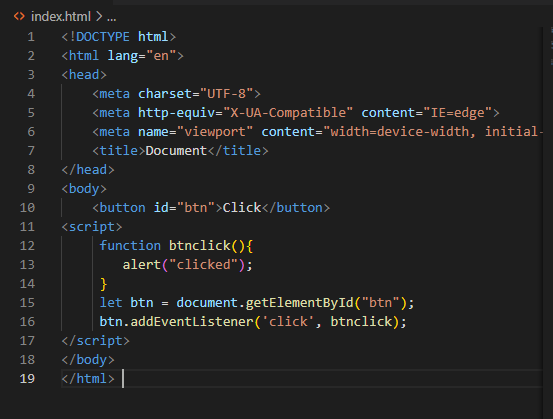 index.html > ...
1 <!DOCTYPE html>
2 <html lang="en">
3 <head>
4     <meta charset="UTF-8">
5     <meta http-equiv="X-UA-Compatible" content="IE=edge">
6     <meta name="viewport" content="width=device-width, initial-
7     <title>Document</title>
8 </head>
9 <body>
10     <button id="btn">Click</button>
11 <script>
12      function btnclick(){
13         alert("clicked");
14      }
15      let btn = document.getElementById("btn");
16      btn.addEventListener('click', btnclick);
17 </script>
18 </body>
19 </html>